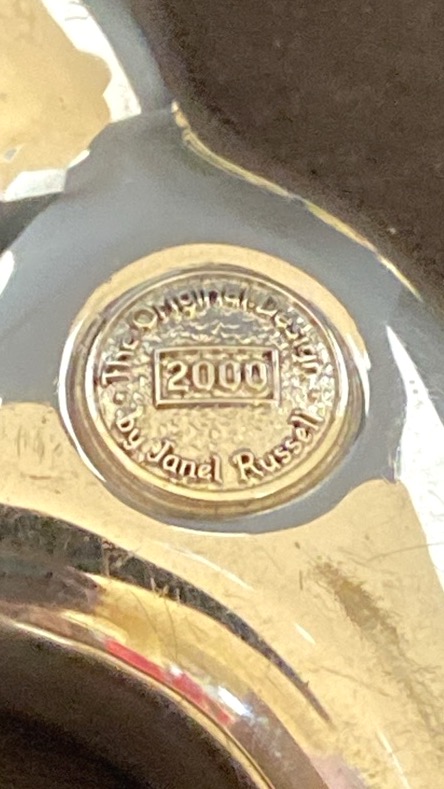 The Original Design
2000
by Janel Russell